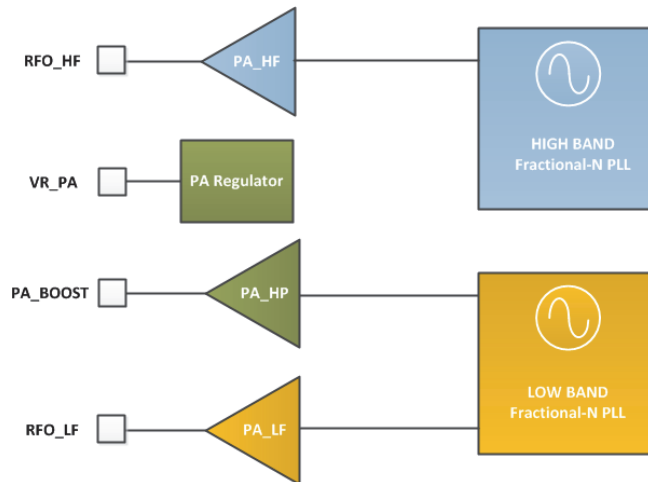 RFO_HF
PA_HF
HIGH BAND
Fractional-N PLL
VR_PA
PA Regulator
PA_BOOST
PA_HP
LOW BAND
Fractional-N PLL
RFO_LF
PA_LF